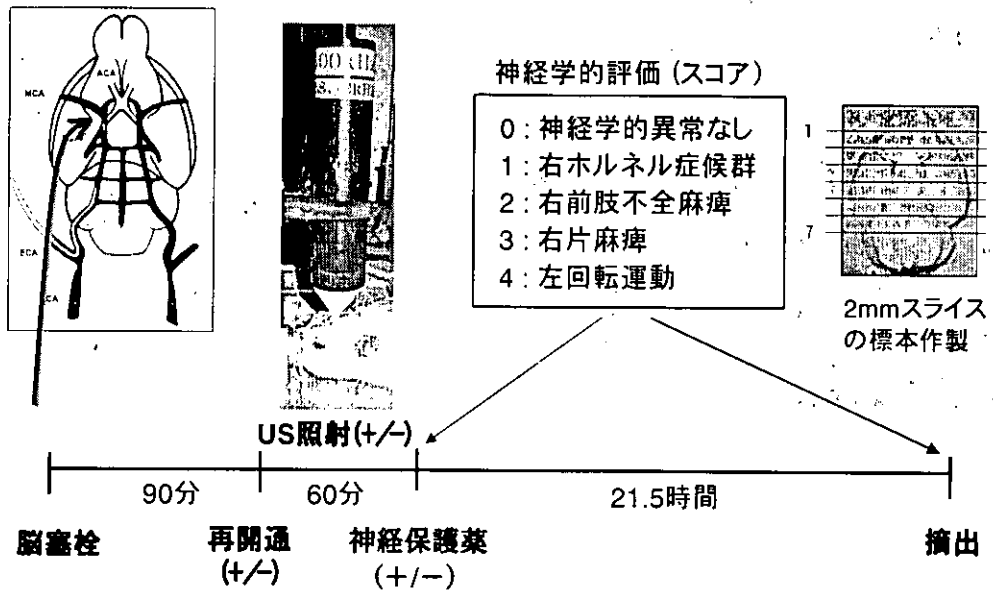 ACA
MCA
ECA
神経学的評価 (スコア)
0 : 神経学的異常なし
1 : 右ホルネル症候群
2 : 右前肢不全麻痺
3 : 右片麻痺
4 : 左回転運動
1
7
2mmスライス
の標本作製
US照射(+/−)
90分
60分
21.5時間
脳塞栓
再開通
(+/−)
神経保護薬
(+/−)
摘出